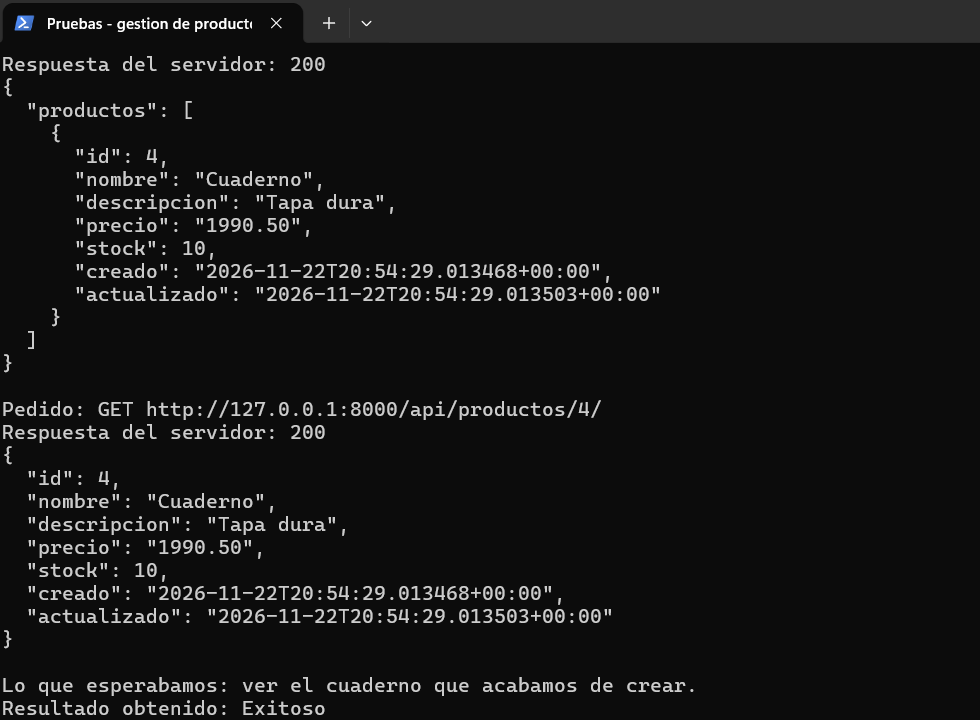 Pruebas - gestion de product
Respuesta del servidor: 200
{
  "productos": [
    {
      "id": 4,
      "nombre": "Cuaderno",
      "descripcion": "Tapa dura",
      "precio": "1990.50",
      "stock": 10,
      "creado": "2026-11-22T20:54:29.013468+00:00",
      "actualizado": "2026-11-22T20:54:29.013503+00:00"
    }
  ]
}
Pedido: GET http://127.0.0.1:8000/api/productos/4/
Respuesta del servidor: 200
{
  "id": 4,
  "nombre": "Cuaderno",
  "descripcion": "Tapa dura",
  "precio": "1990.50",
  "stock": 10,
  "creado": "2026-11-22T20:54:29.013468+00:00",
  "actualizado": "2026-11-22T20:54:29.013503+00:00"
}
Lo que esperabamos: ver el cuaderno que acabamos de crear.
Resultado obtenido: Exitoso